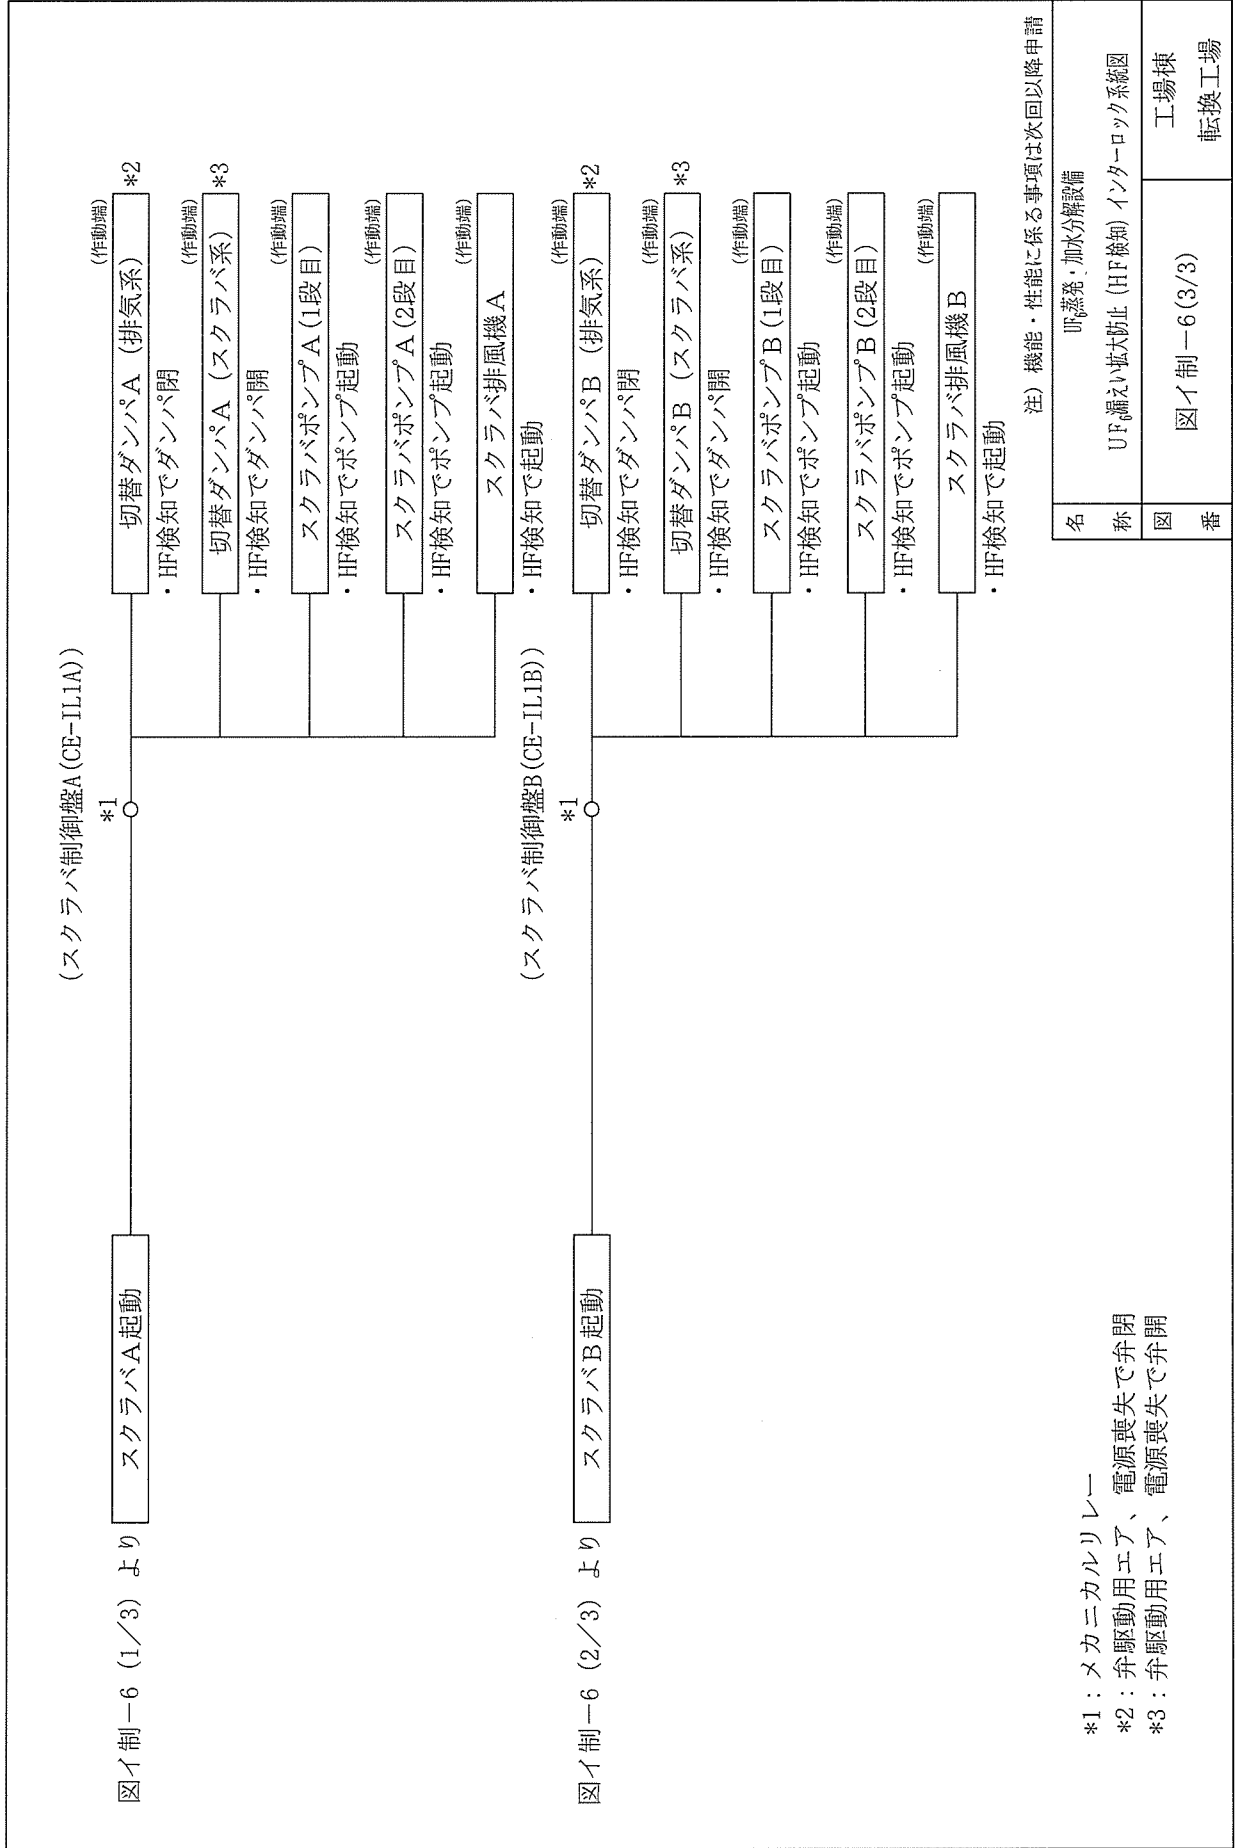 (スクラバ制御盤A(CE-IL1A))
図イ制－6 (1／3) より
スクラバA起動
*1
(作動端)
切替ダンパA (排気系)
*2
・HF検知でダンパ閉
(作動端)
切替ダンパA (スクラバ系)
*3
・HF検知でダンパ開
(作動端)
スクラバポンプA(1段目)
・HF検知でポンプ起動
(作動端)
スクラバポンプA(2段目)
・HF検知でポンプ起動
(作動端)
スクラバ排風機A
・HF検知で起動
(スクラバ制御盤B(CE-IL1B))
図イ制－6 (2／3) より
スクラバB起動
*1
(作動端)
切替ダンパB (排気系)
*2
・HF検知でダンパ閉
(作動端)
切替ダンパB (スクラバ系)
*3
・HF検知でダンパ開
(作動端)
スクラバポンプB(1段目)
・HF検知でポンプ起動
(作動端)
スクラバポンプB(2段目)
・HF検知でポンプ起動
(作動端)
スクラバ排風機B
・HF検知で起動
注) 機能・性能に係る事項は次回以降申請
*1：メカニカルリレー
*2：弁駆動用エア、電源喪失で弁閉
*3：弁駆動用エア、電源喪失で弁開
名称
UF₆蒸発・加水分解設備
UF₆漏えい拡大防止 (HF検知) インターロック系統図
図番
図イ制－6(3/3)
工場棟
転換工場